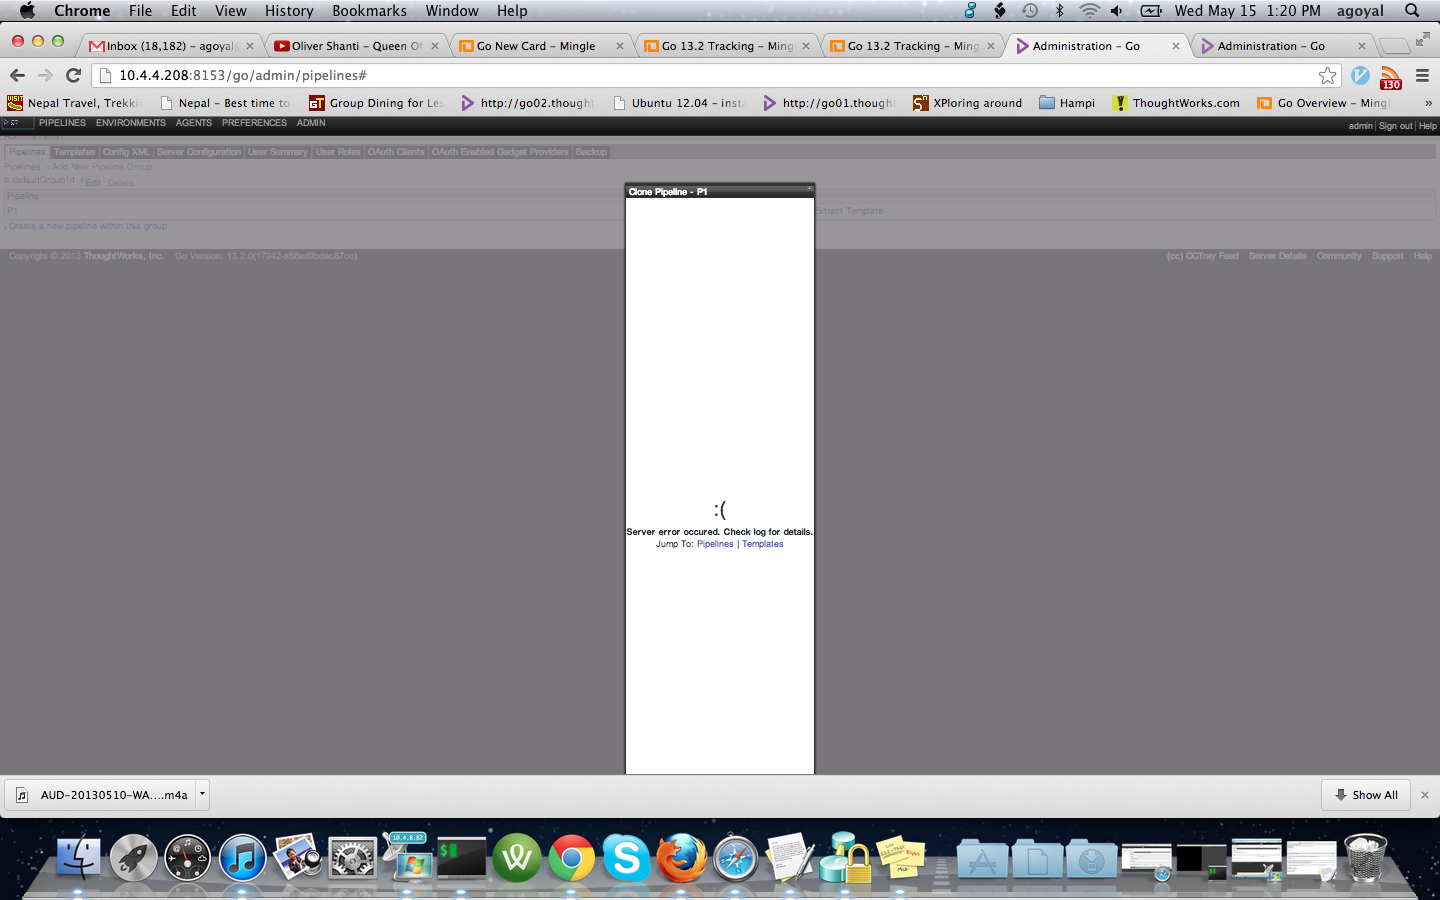 Chrome File Edit View History Bookmarks Window Help Wed May 15 1:20 PM agoyal
Inbox (18,182) – agoyal Oliver Shanti – Queen Of Go New Card – Mingle Go 13.2 Tracking – Ming Go 13.2 Tracking – Ming Administration – Go Administration – Go
10.4.4.208:8153/go/admin/pipelines#
130
VISIT Nepal Travel, Trekki Nepal – Best time to GT Group Dining for Les http://go02.thought Ubuntu 12.04 – insta http://go01.thought XPloring around Hampi ThoughtWorks.com Go Overview – Mingl »
PIPELINES ENVIRONMENTS AGENTS PREFERENCES ADMIN admin | Sign out | Help
Pipelines Templates Config XML Server Configuration User Summary User Roles OAuth Clients OAuth Enabled Gadget Providers Backup
Pipelines Add New Pipeline Group
defaultGroup14 Edit Delete
Pipeline
P1 Extract Template
Create a new pipeline within this group
Copyright © 2013 ThoughtWorks, Inc. Go Version: 13.2.0 (cc) CCTray Feed Server Details Community Support Help
Clone Pipeline - P1
:(
Server error occured. Check log for details.
Jump To: Pipelines | Templates
AUD-20130510-WA....m4a Show All
10.4.8.82
$
W
S